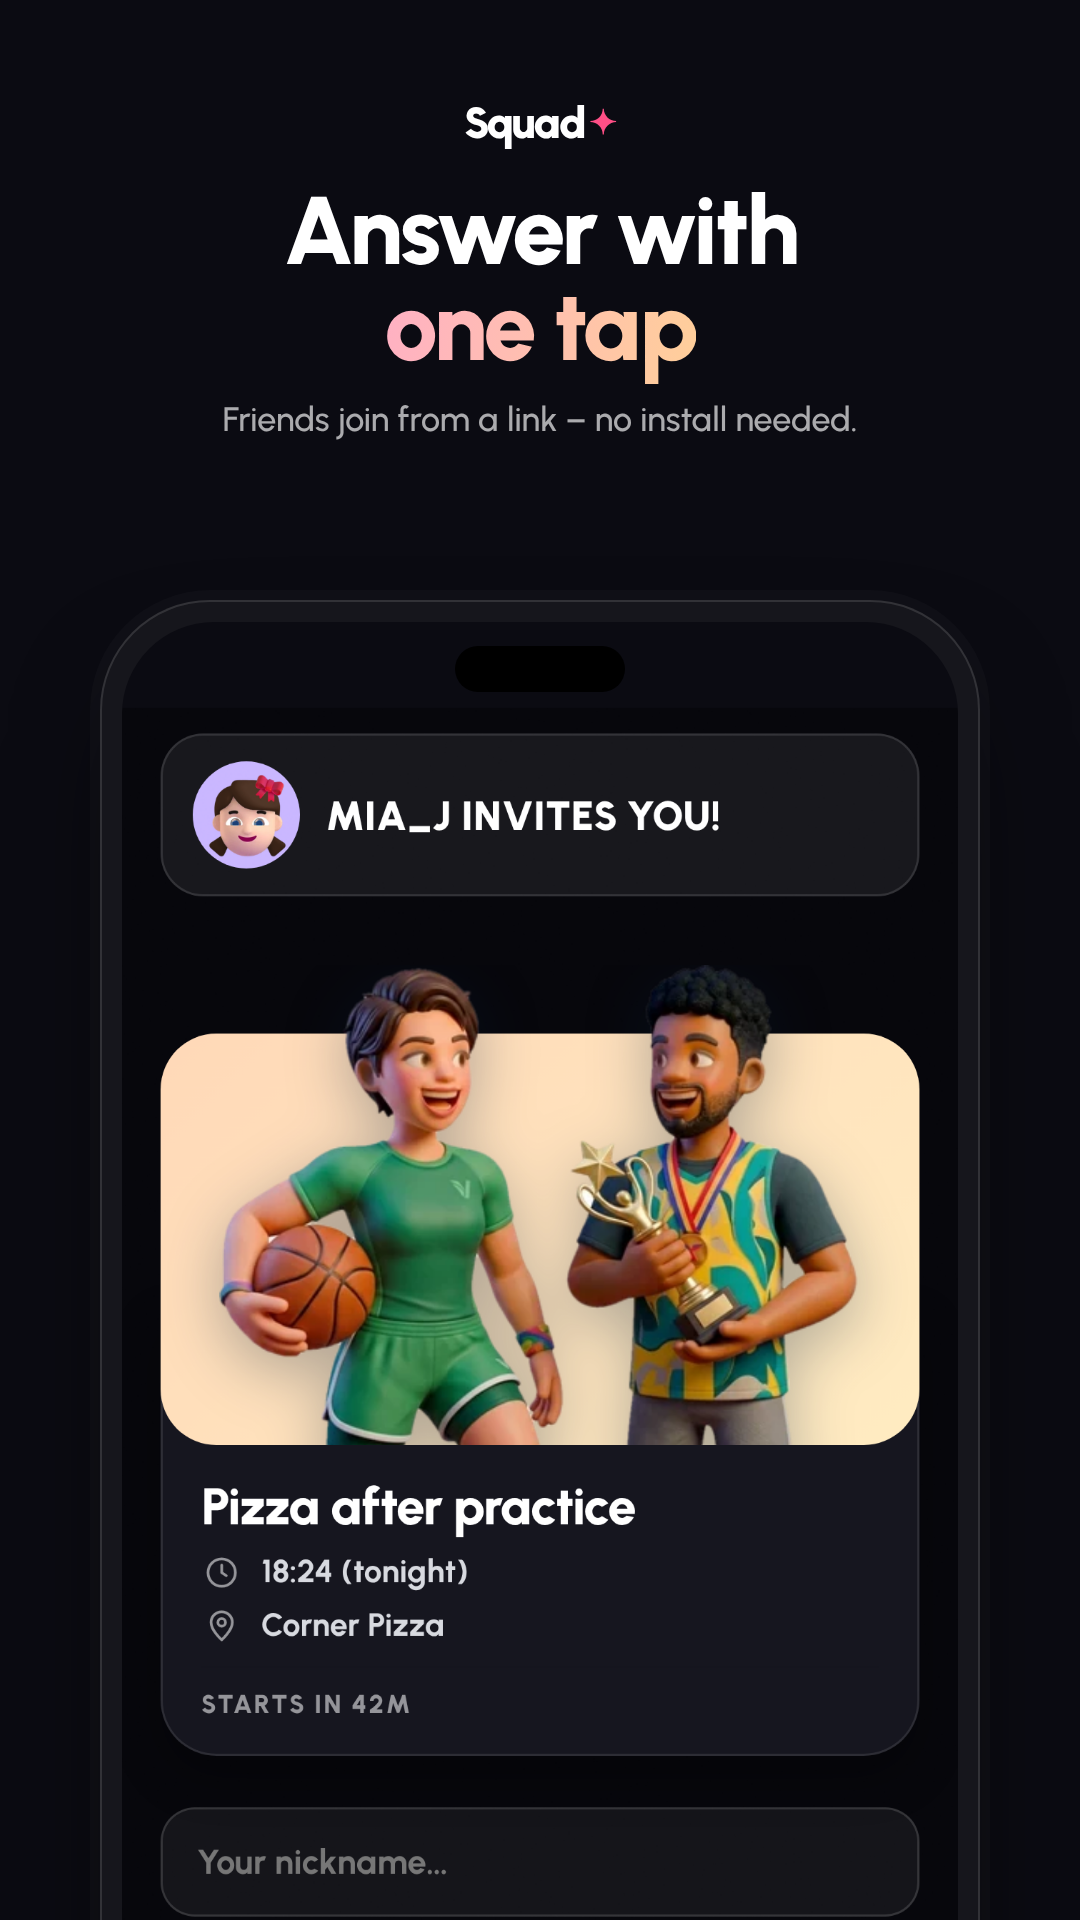 Squad
Answer with
one tap
Friends join from a link – no install needed.
MIA_J INVITES YOU!
Pizza after practice
18:24 (tonight)
Corner Pizza
STARTS IN 42M
Your nickname...